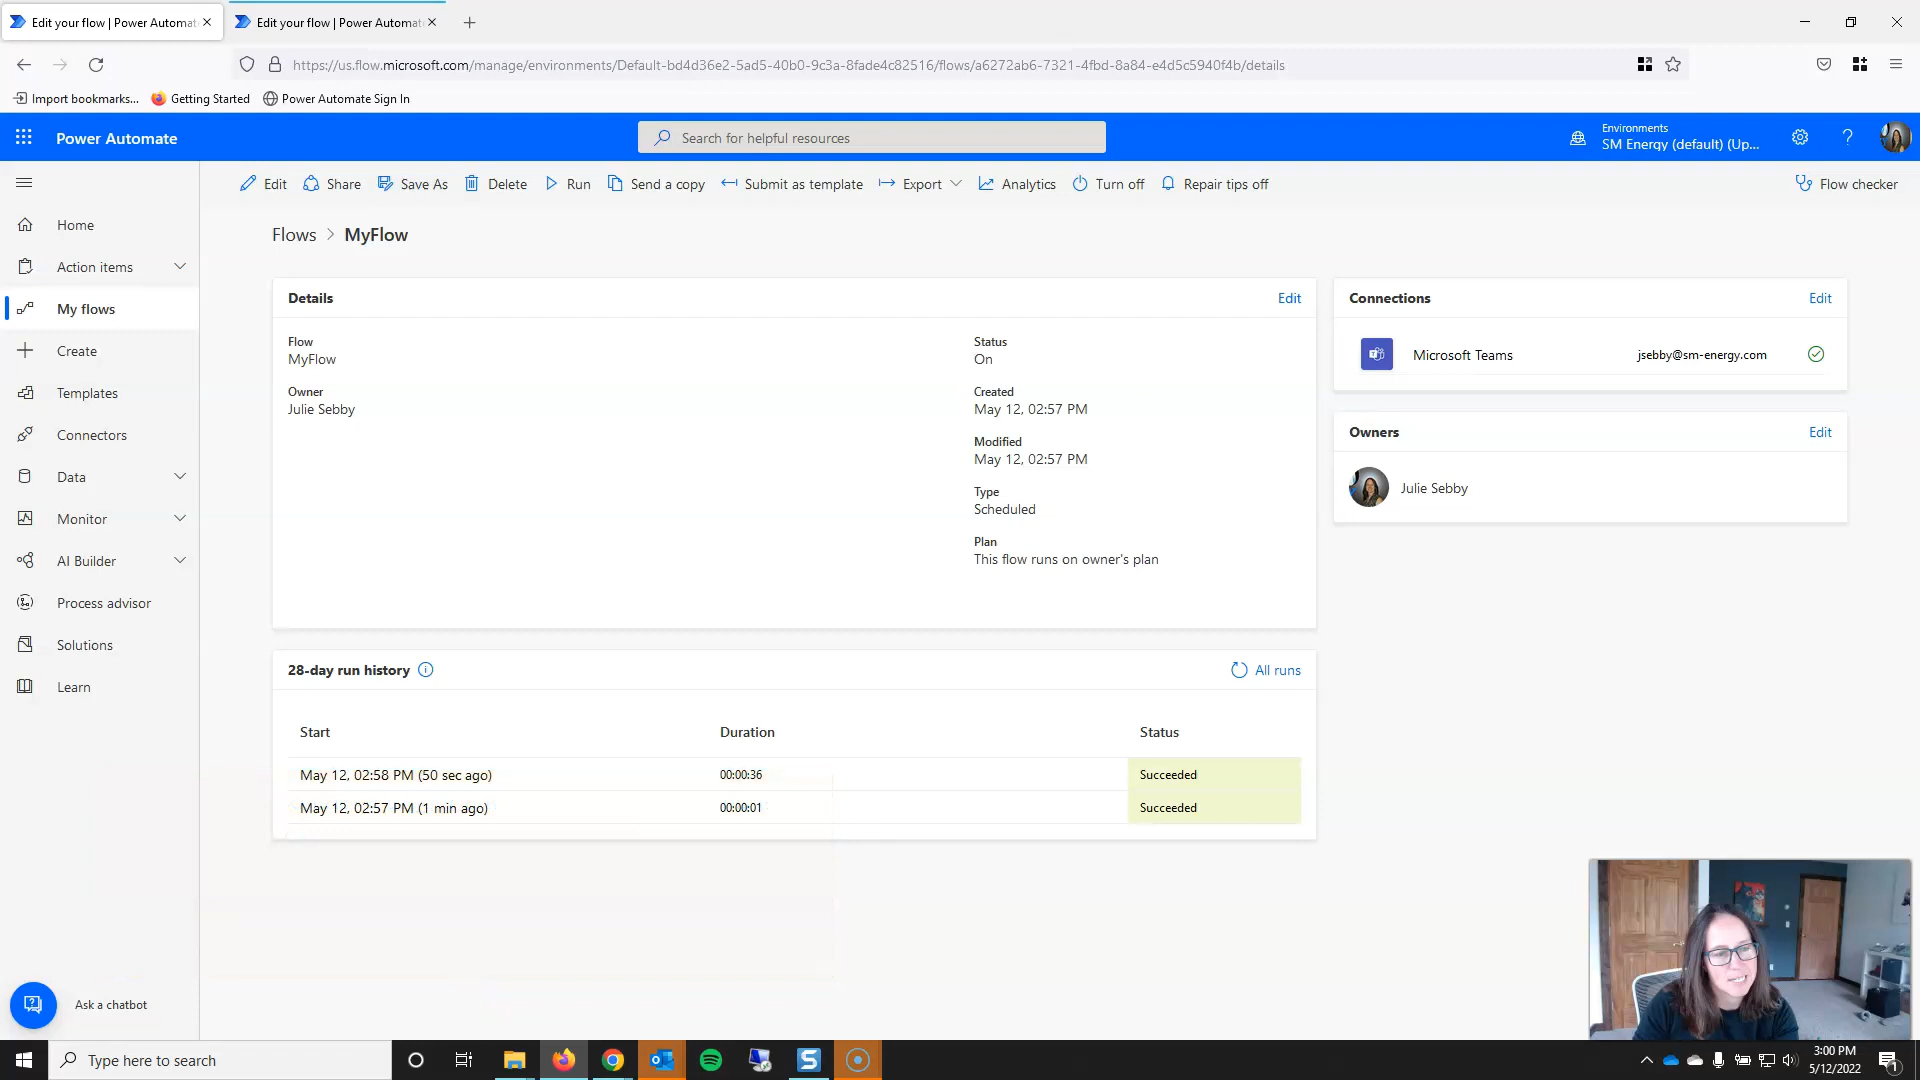 Edit your flow | Power Automat
Edit your flow | Power Automat
https://us.flow.microsoft.com/manage/environments/Default-bd4d36e2-5ad5-40b0-9c3a-8fade4c82516/flows/a6272ab6-7321-4fbd-8a84-e4d5c5940f4b/details
Import bookmarks...
Getting Started
Power Automate Sign In
Power Automate
Search for helpful resources
Environments
SM Energy (default) (Up...
Edit
Share
Save As
Delete
Run
Send a copy
Submit as template
Export
Analytics
Turn off
Repair tips off
Flow checker
Home
Action items
My flows
Create
Templates
Connectors
Data
Monitor
AI Builder
Process advisor
Solutions
Learn
Ask a chatbot
Flows > MyFlow
Details
Edit
Flow
MyFlow
Owner
Julie Sebby
Status
On
Created
May 12, 02:57 PM
Modified
May 12, 02:57 PM
Type
Scheduled
Plan
This flow runs on owner's plan
Connections
Edit
Microsoft Teams
jsebby@sm-energy.com
Owners
Edit
Julie Sebby
28-day run history
All runs
Start Duration Status
May 12, 02:58 PM (50 sec ago) 00:00:36 Succeeded
May 12, 02:57 PM (1 min ago) 00:00:01 Succeeded
Type here to search
3:00 PM
5/12/2022
1